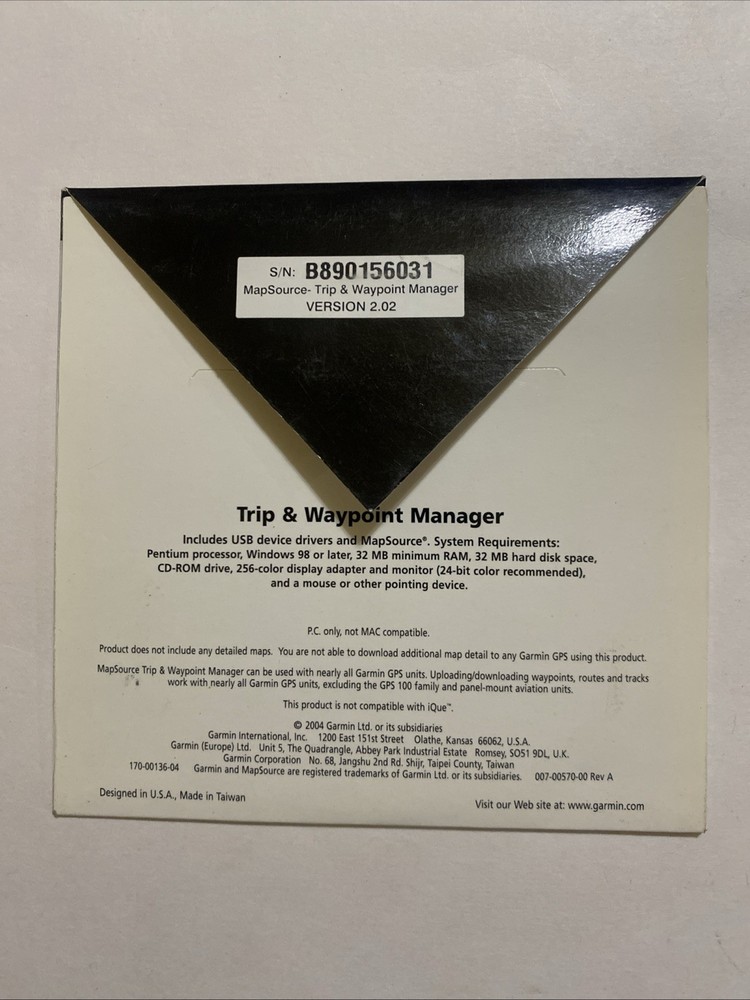 S/N: B890156031
MapSource- Trip & Waypoint Manager
VERSION 2.02
Trip & Waypoint Manager
Includes USB device drivers and MapSource®. System Requirements:
Pentium processor, Windows 98 or later, 32 MB minimum RAM, 32 MB hard disk space,
CD-ROM drive, 256-color display adapter and monitor (24-bit color recommended),
and a mouse or other pointing device.
P.C. only, not MAC compatible.
Product does not include any detailed maps. You are not able to download additional map detail to any Garmin GPS using this product.
MapSource Trip & Waypoint Manager can be used with nearly all Garmin GPS units. Uploading/downloading waypoints, routes and tracks
work with nearly all Garmin GPS units, excluding the GPS 100 family and panel-mount aviation units.
This product is not compatible with iQue™.
© 2004 Garmin Ltd. or its subsidiaries
Garmin International, Inc. 1200 East 151st Street Olathe, Kansas 66062, U.S.A.
Garmin (Europe) Ltd. Unit 5, The Quadrangle, Abbey Park Industrial Estate Romsey, SO51 9DL, U.K.
Garmin Corporation No. 68, Jangshu 2nd Rd. Shijr, Taipei County, Taiwan
170-00136-04 Garmin and MapSource are registered trademarks of Garmin Ltd. or its subsidiaries. 007-00570-00 Rev A
Designed in U.S.A., Made in Taiwan
Visit our Web site at: www.garmin.com